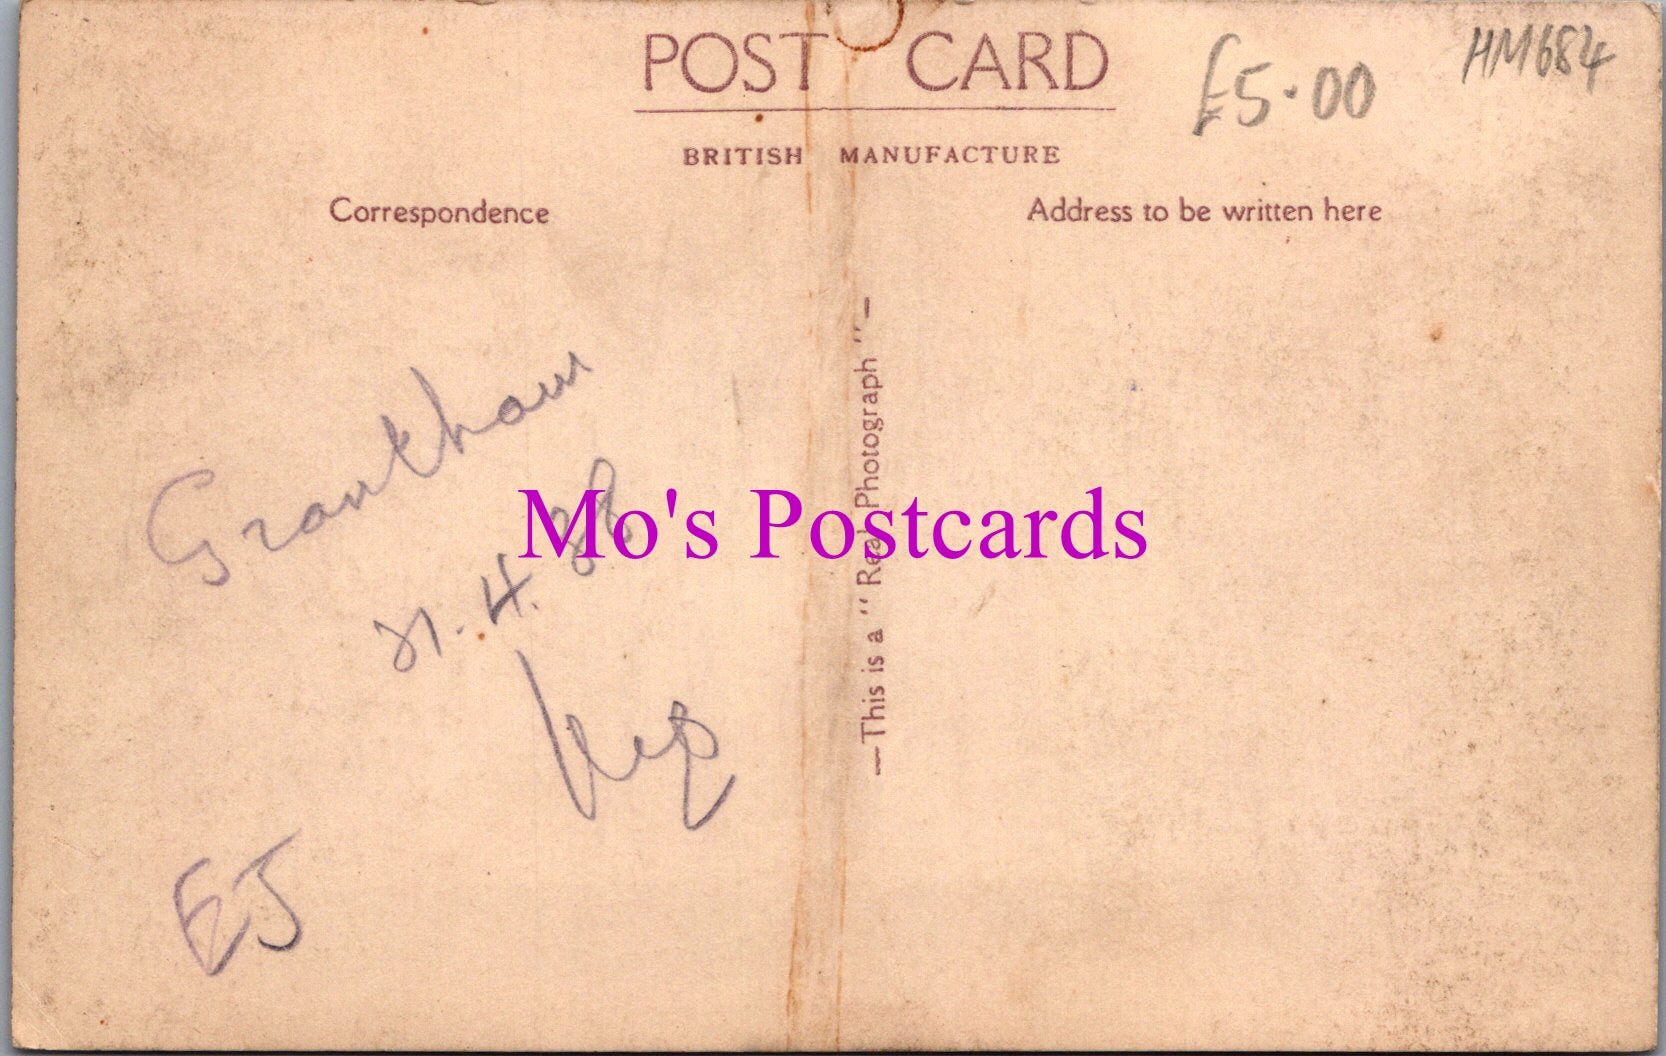 POST CARD
£5.00
HM684
BRITISH MANUFACTURE
Correspondence
Address to be written here
—This is a "Real Photograph"—
Grantham
Mo's Postcards
EJ